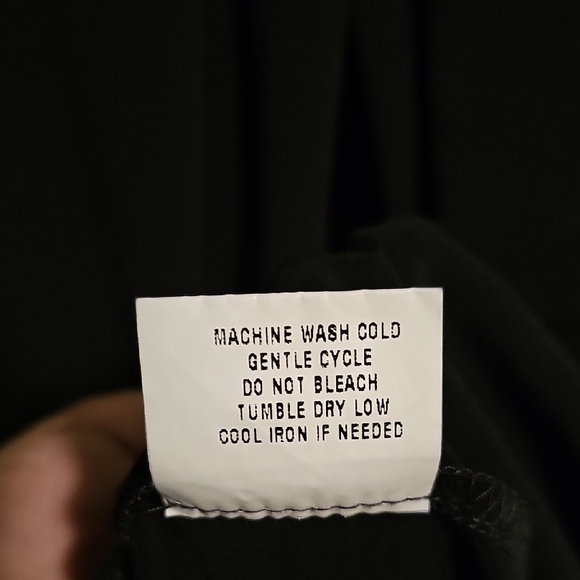 MACHINE WASH COLD
GENTLE CYCLE
DO NOT BLEACH
TUMBLE DRY LOW
COOL IRON IF NEEDED